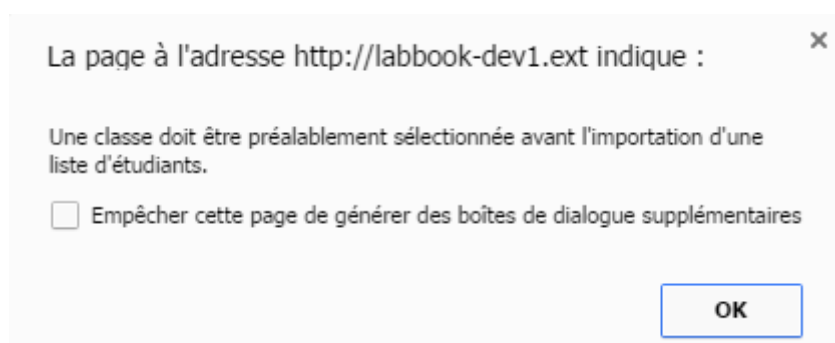 La page à l'adresse http://labbook-dev1.ext indique :
Une classe doit être préalablement sélectionnée avant l'importation d'une
liste d'étudiants.
Empêcher cette page de générer des boîtes de dialogue supplémentaires
OK